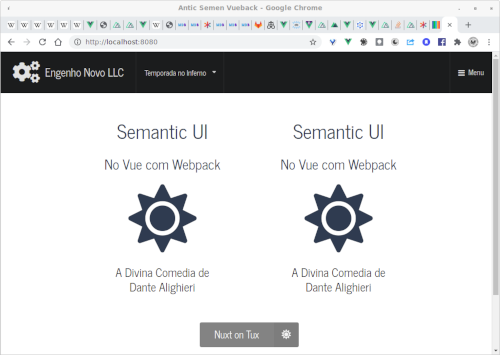 Antic Semen Vueback - Google Chrome
http://localhost:8080
Engenho Novo LLC
Temporada no Inferno
Menu
Semantic UI
Semantic UI
No Vue com Webpack
No Vue com Webpack
A Divina Comedia de
Dante Alighieri
A Divina Comedia de
Dante Alighieri
Nuxt on Tux